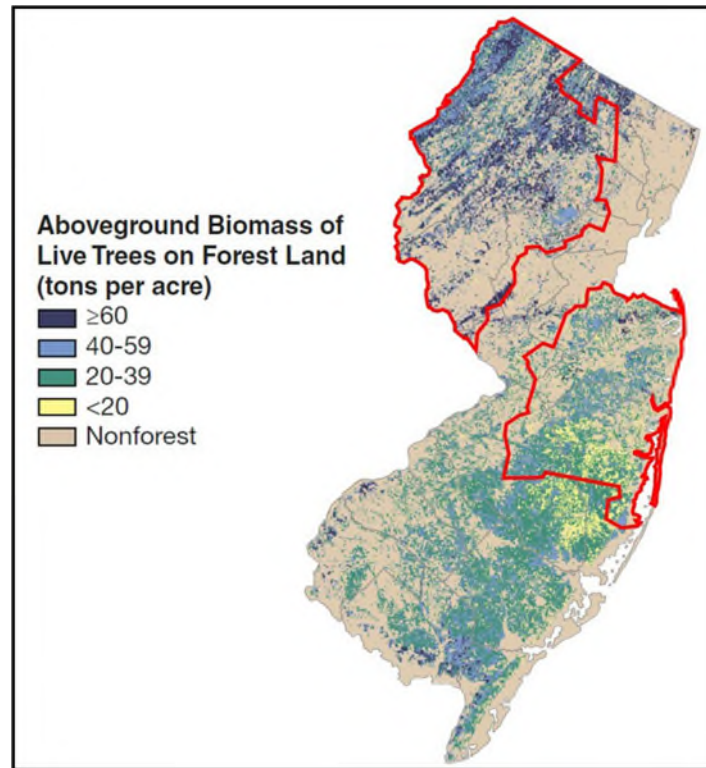 Aboveground Biomass of
Live Trees on Forest Land
(tons per acre)
≥60
40-59
20-39
<20
Nonforest